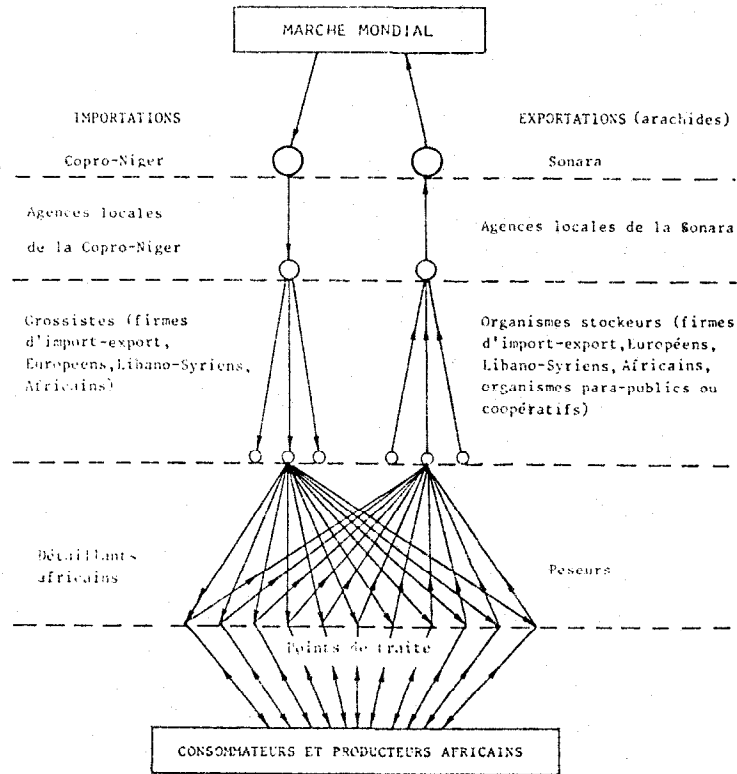 MARCHE MONDIAL
IMPORTATIONS
Copro-Niger
EXPORTATIONS (arachides)
Sonara
Agences locales
de la Copro-Niger
Agences locales de la Sonara
Grossistes (firmes
d'import-export,
Européens,Libano-Syriens,
Africains)
Organismes stockeurs (firmes
d'import-export,Européens,
Libano-Syriens, Africains,
organismes para-publics ou
coopératifs)
Détaillants
africains
Peseurs
Points de traite
CONSOMMATEURS ET PRODUCTEURS AFRICAINS